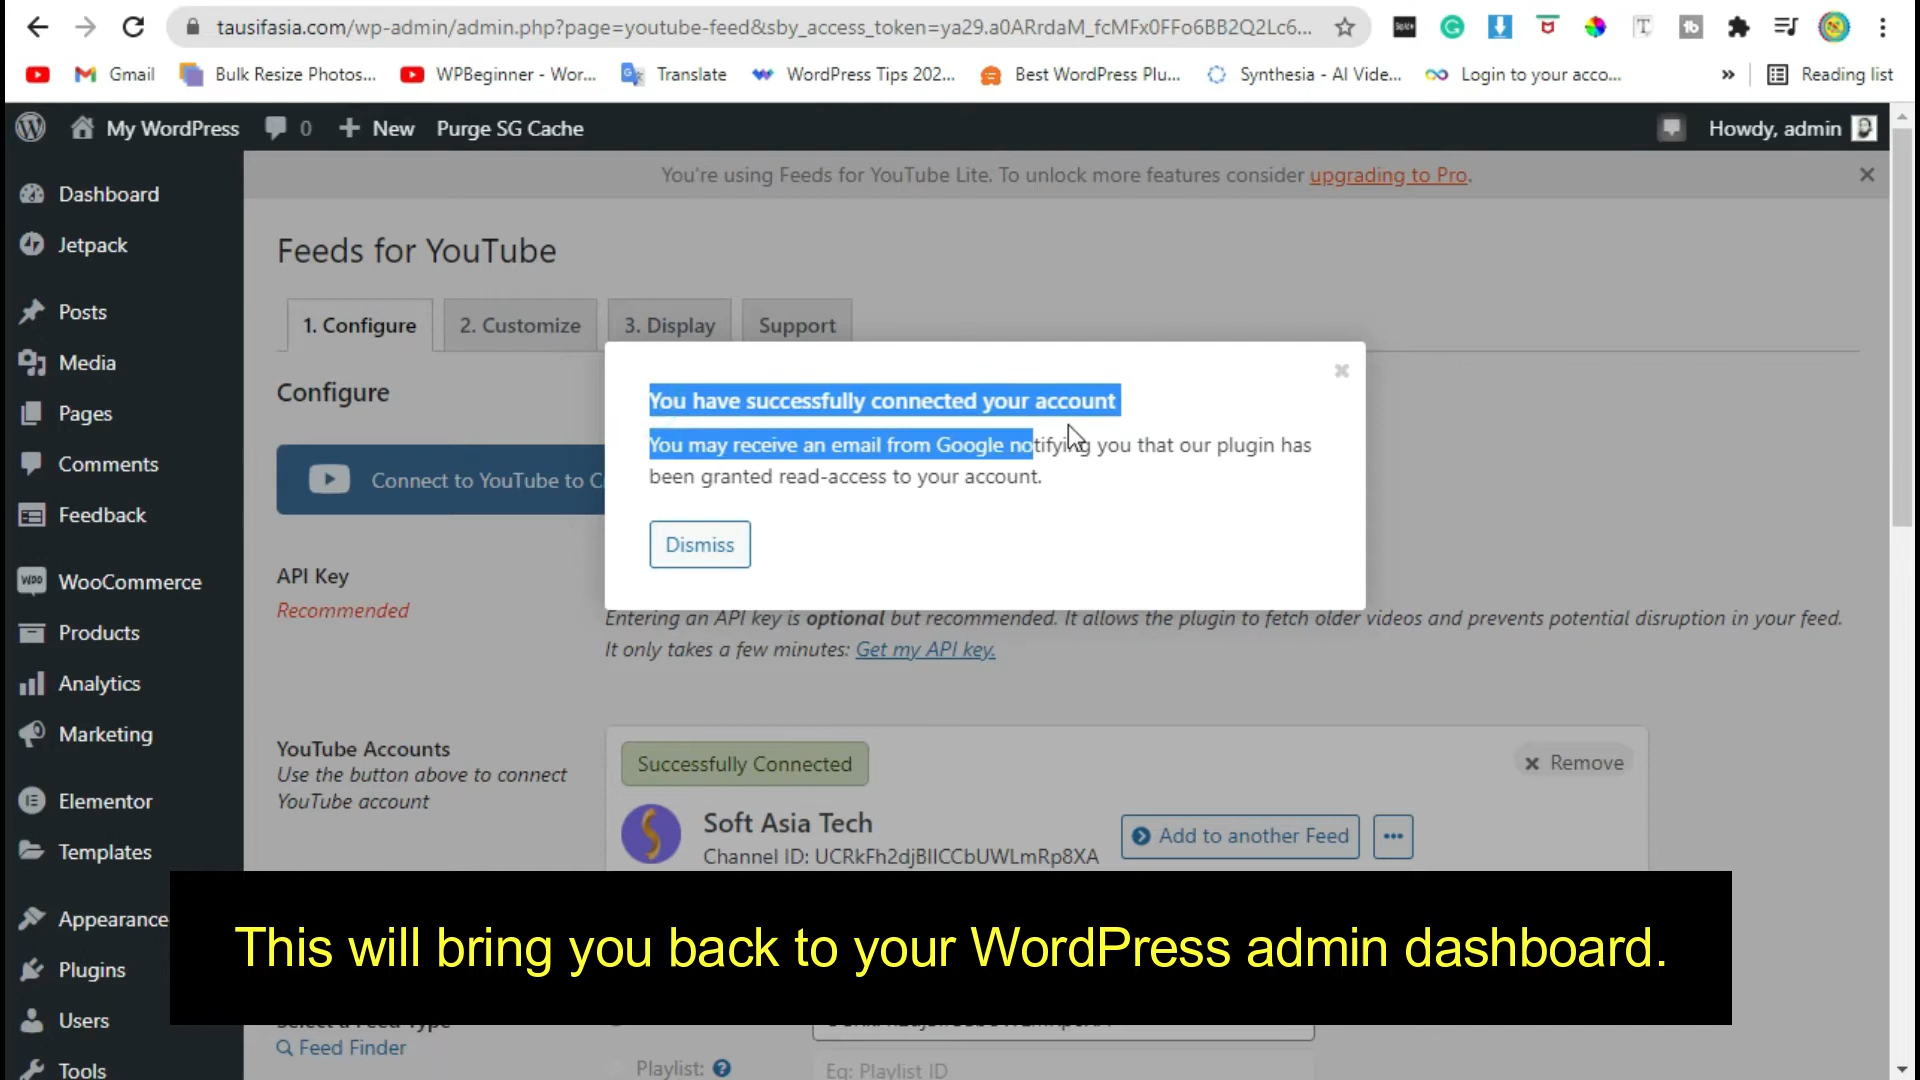 tausifasia.com/wp-admin/admin.php?page=youtube-feed&sby_access_token=ya29.a0ARrdaM_fcMFx0FFo6BB2Q2Lc6...
Gmail
Bulk Resize Photos...
WPBeginner - Wor...
Translate
WordPress Tips 202...
Best WordPress Plu...
Synthesia - AI Vide...
Login to your acco...
»
Reading list
My WordPress
0
New
Purge SG Cache
Howdy, admin
You're using Feeds for YouTube Lite. To unlock more features consider upgrading to Pro.
Dashboard
Jetpack
Posts
Media
Pages
Comments
Feedback
WooCommerce
Products
Analytics
Marketing
Elementor
Templates
Appearance
Plugins
Users
Tools
Feeds for YouTube
1. Configure
2. Customize
3. Display
Support
Configure
Connect to YouTube to C
You have successfully connected your account
You may receive an email from Google notifying you that our plugin has
been granted read-access to your account.
Dismiss
API Key
Recommended
Entering an API key is optional but recommended. It allows the plugin to fetch older videos and prevents potential disruption in your feed.
It only takes a few minutes: Get my API key.
YouTube Accounts
Use the button above to connect
YouTube account
Successfully Connected
Remove
Soft Asia Tech
Channel ID: UCRkFh2djBIICCbUWLmRp8XA
Add to another Feed
This will bring you back to your WordPress admin dashboard.
Feed Finder
Playlist:
Eg: Playlist ID